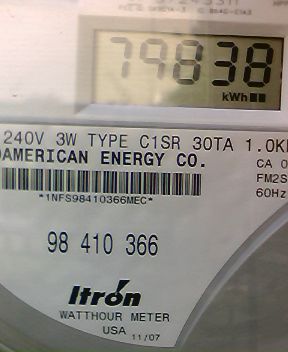 79838
kWh
240V 3W TYPE C1SR 30TA 1.0K
AMERICAN ENERGY CO.
CA 0
FM2S
60Hz
*1NFS98410366MEC*
98 410 366
Itron
WATTHOUR METER
USA 11/07